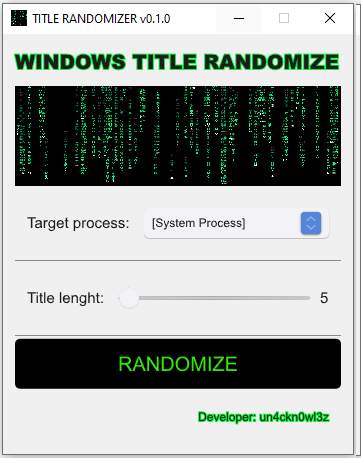 TITLE RANDOMIZER v0.1.0
WINDOWS TITLE RANDOMIZE
Target process: [System Process]
Title lenght: 5
RANDOMIZE
Developer: un4ckn0wl3z